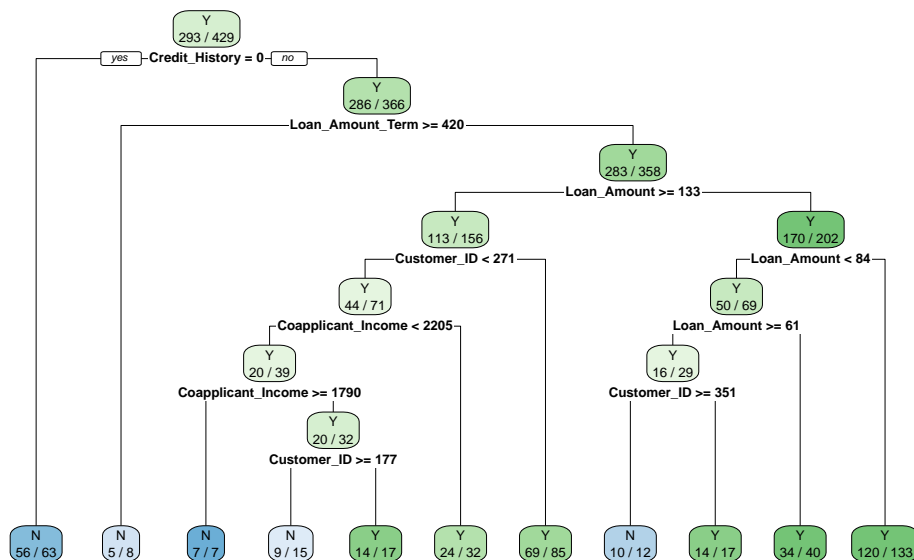 Y
293 / 429
yes Credit_History = 0 no
Y
286 / 366
Loan_Amount_Term >= 420
Y
283 / 358
Loan_Amount >= 133
Y Y
113 / 156 170 / 202
Customer_ID < 271 Loan_Amount < 84
Y Y
44 / 71 50 / 69
Coapplicant_Income < 2205 Loan_Amount >= 61
Y Y
20 / 39 16 / 29
Coapplicant_Income >= 1790 Customer_ID >= 351
Y
20 / 32
Customer_ID >= 177
N N N N Y Y Y N Y Y Y
56 / 63 5 / 8 7 / 7 9 / 15 14 / 17 24 / 32 69 / 85 10 / 12 14 / 17 34 / 40 120 / 133